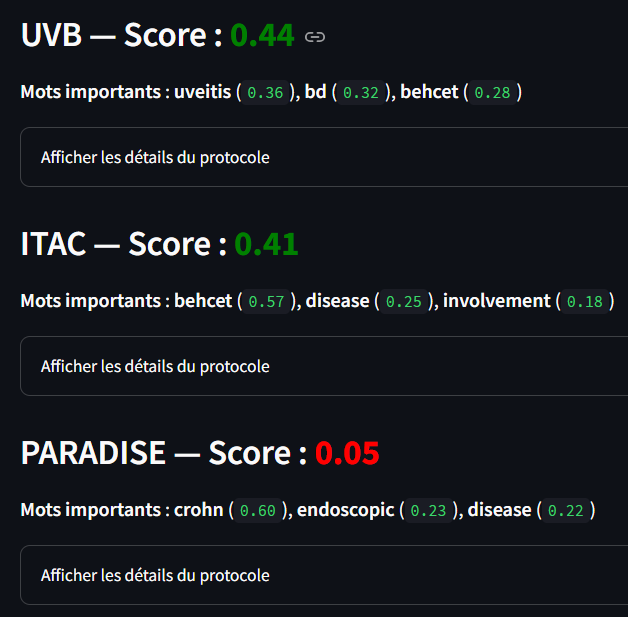 UVB — Score : 0.44
Mots importants : uveitis ( 0.36 ), bd ( 0.32 ), behcet ( 0.28 )
Afficher les détails du protocole
ITAC — Score : 0.41
Mots importants : behcet ( 0.57 ), disease ( 0.25 ), involvement ( 0.18 )
Afficher les détails du protocole
PARADISE — Score : 0.05
Mots importants : crohn ( 0.60 ), endoscopic ( 0.23 ), disease ( 0.22 )
Afficher les détails du protocole